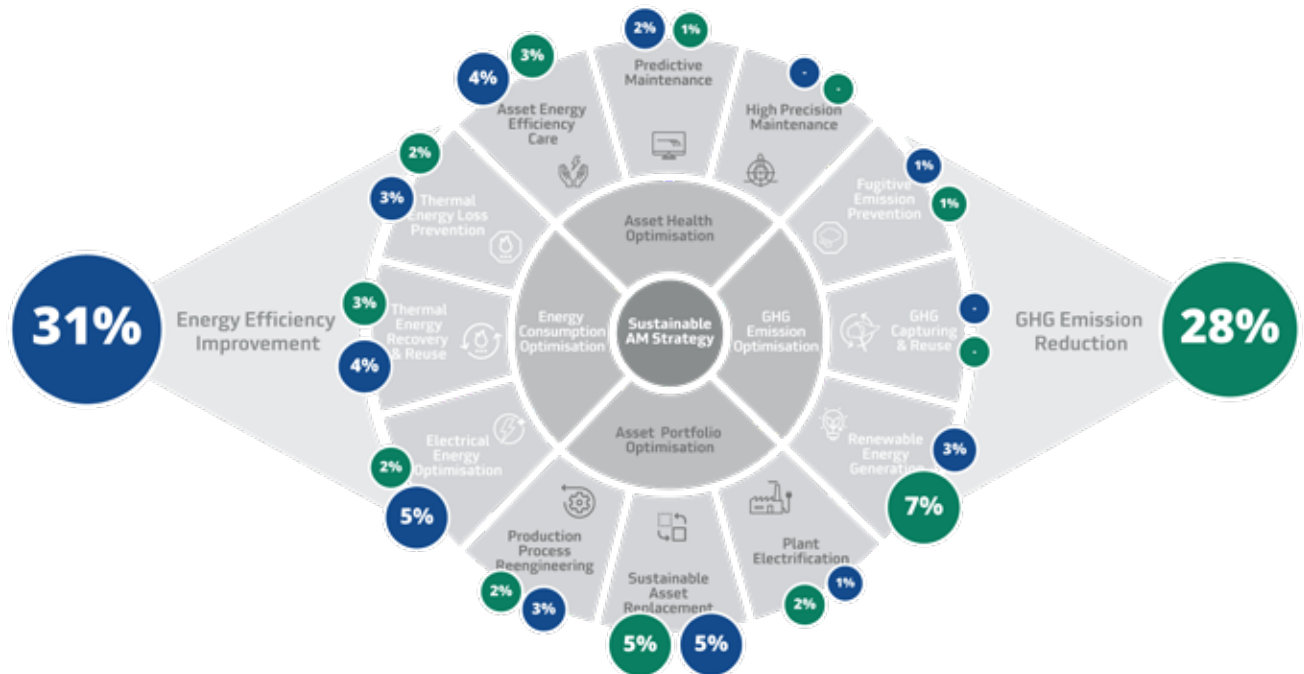 2%
1%
Predictive
Maintenance
3%
4%
Asset Energy
Efficiency
Care
-
-
High Precision
Maintenance
2%
3%
Thermal
Energy Loss
Prevention
1%
1%
Fugitive
Emission
Prevention
Asset Health
Optimisation
31%
Energy Efficiency
Improvement
3%
4%
Thermal
Energy
Recovery
& Reuse
Energy
Consumption
Optimisation
Sustainable
AM Strategy
GHG
Emission
Optimisation
GHG
Capturing
& Reuse
-
-
GHG Emission
Reduction
28%
Asset Portfolio
Optimisation
Electrical
Energy
Optimisation
2%
5%
Renewable
Energy
Generation
3%
7%
Production
Process
Reengineering
2%
3%
Sustainable
Asset
Replacement
5%
5%
Plant
Electrification
2%
1%